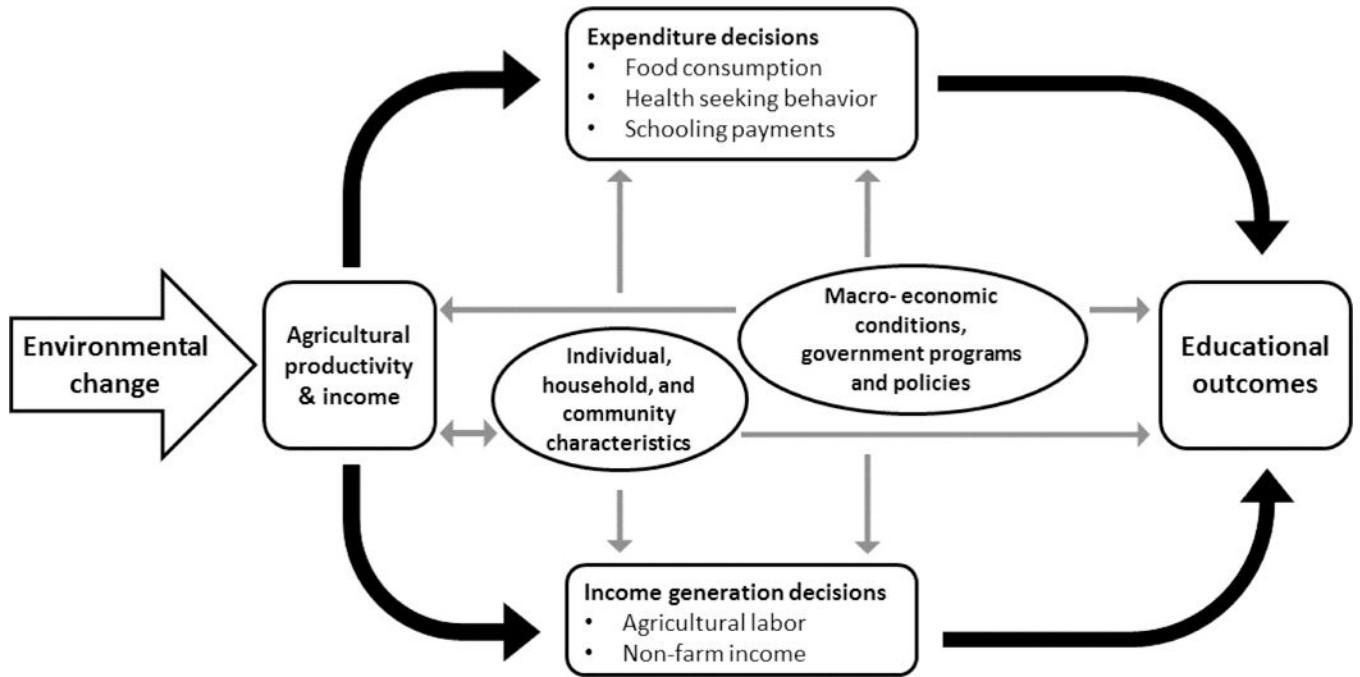 Expenditure decisions
• Food consumption
• Health seeking behavior
• Schooling payments
Environmental
change
Agricultural
productivity
& income
Individual,
household, and
community
characteristics
Macro- economic
conditions,
government programs
and policies
Educational
outcomes
Income generation decisions
• Agricultural labor
• Non-farm income